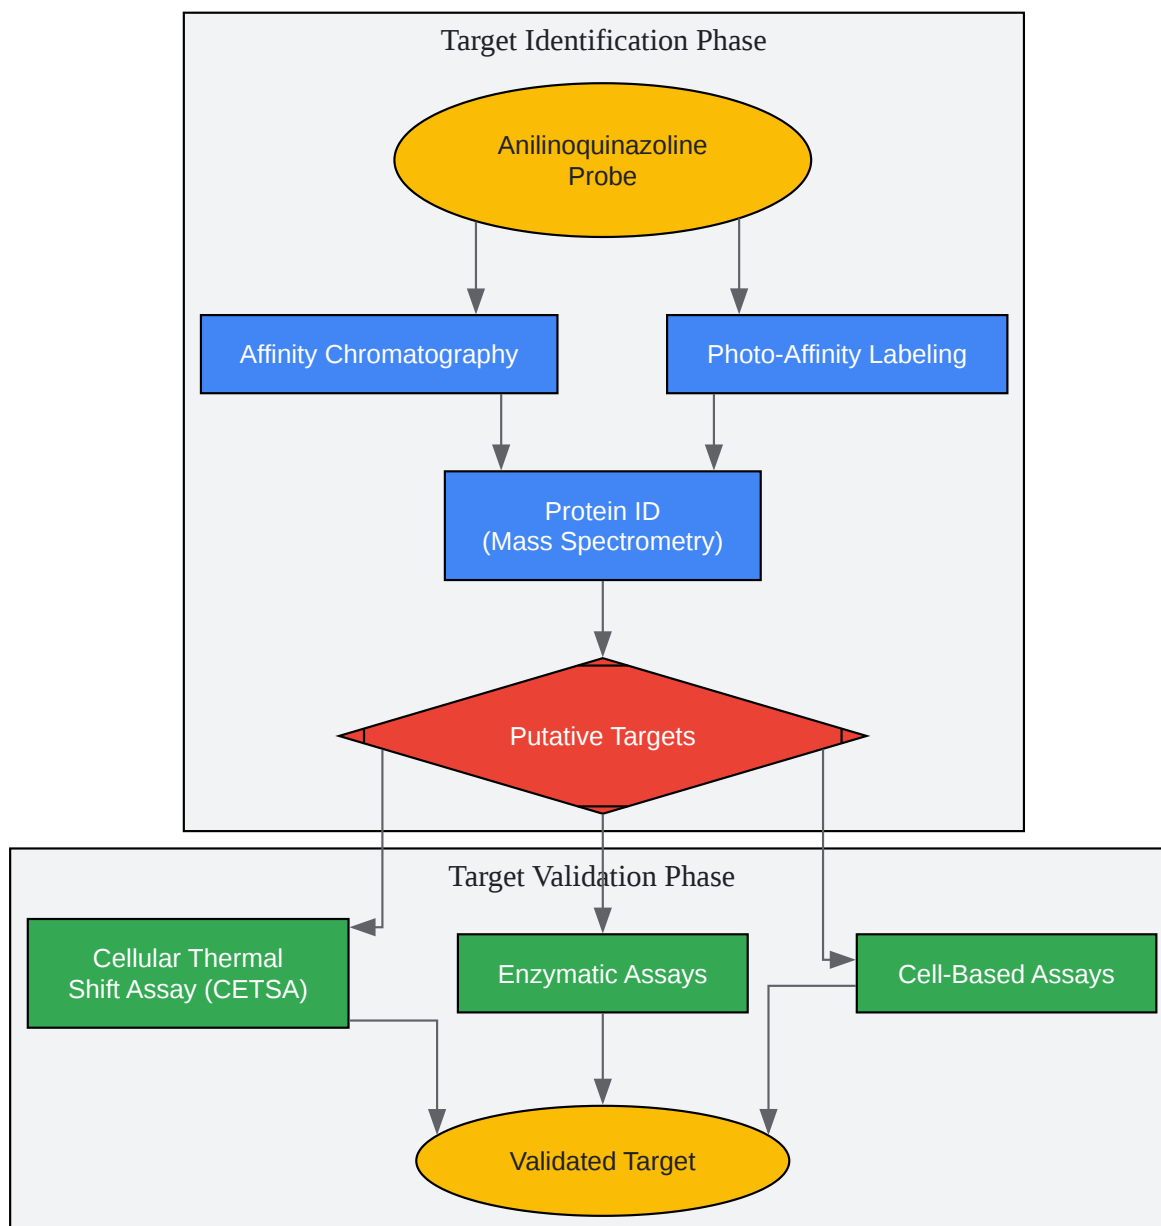 Target Identification Phase
Anilinoquinazoline
Probe
Affinity Chromatography
Photo-Affinity Labeling
Protein ID
(Mass Spectrometry)
Putative Targets
Target Validation Phase
Cellular Thermal
Shift Assay (CETSA)
Enzymatic Assays
Cell-Based Assays
Validated Target